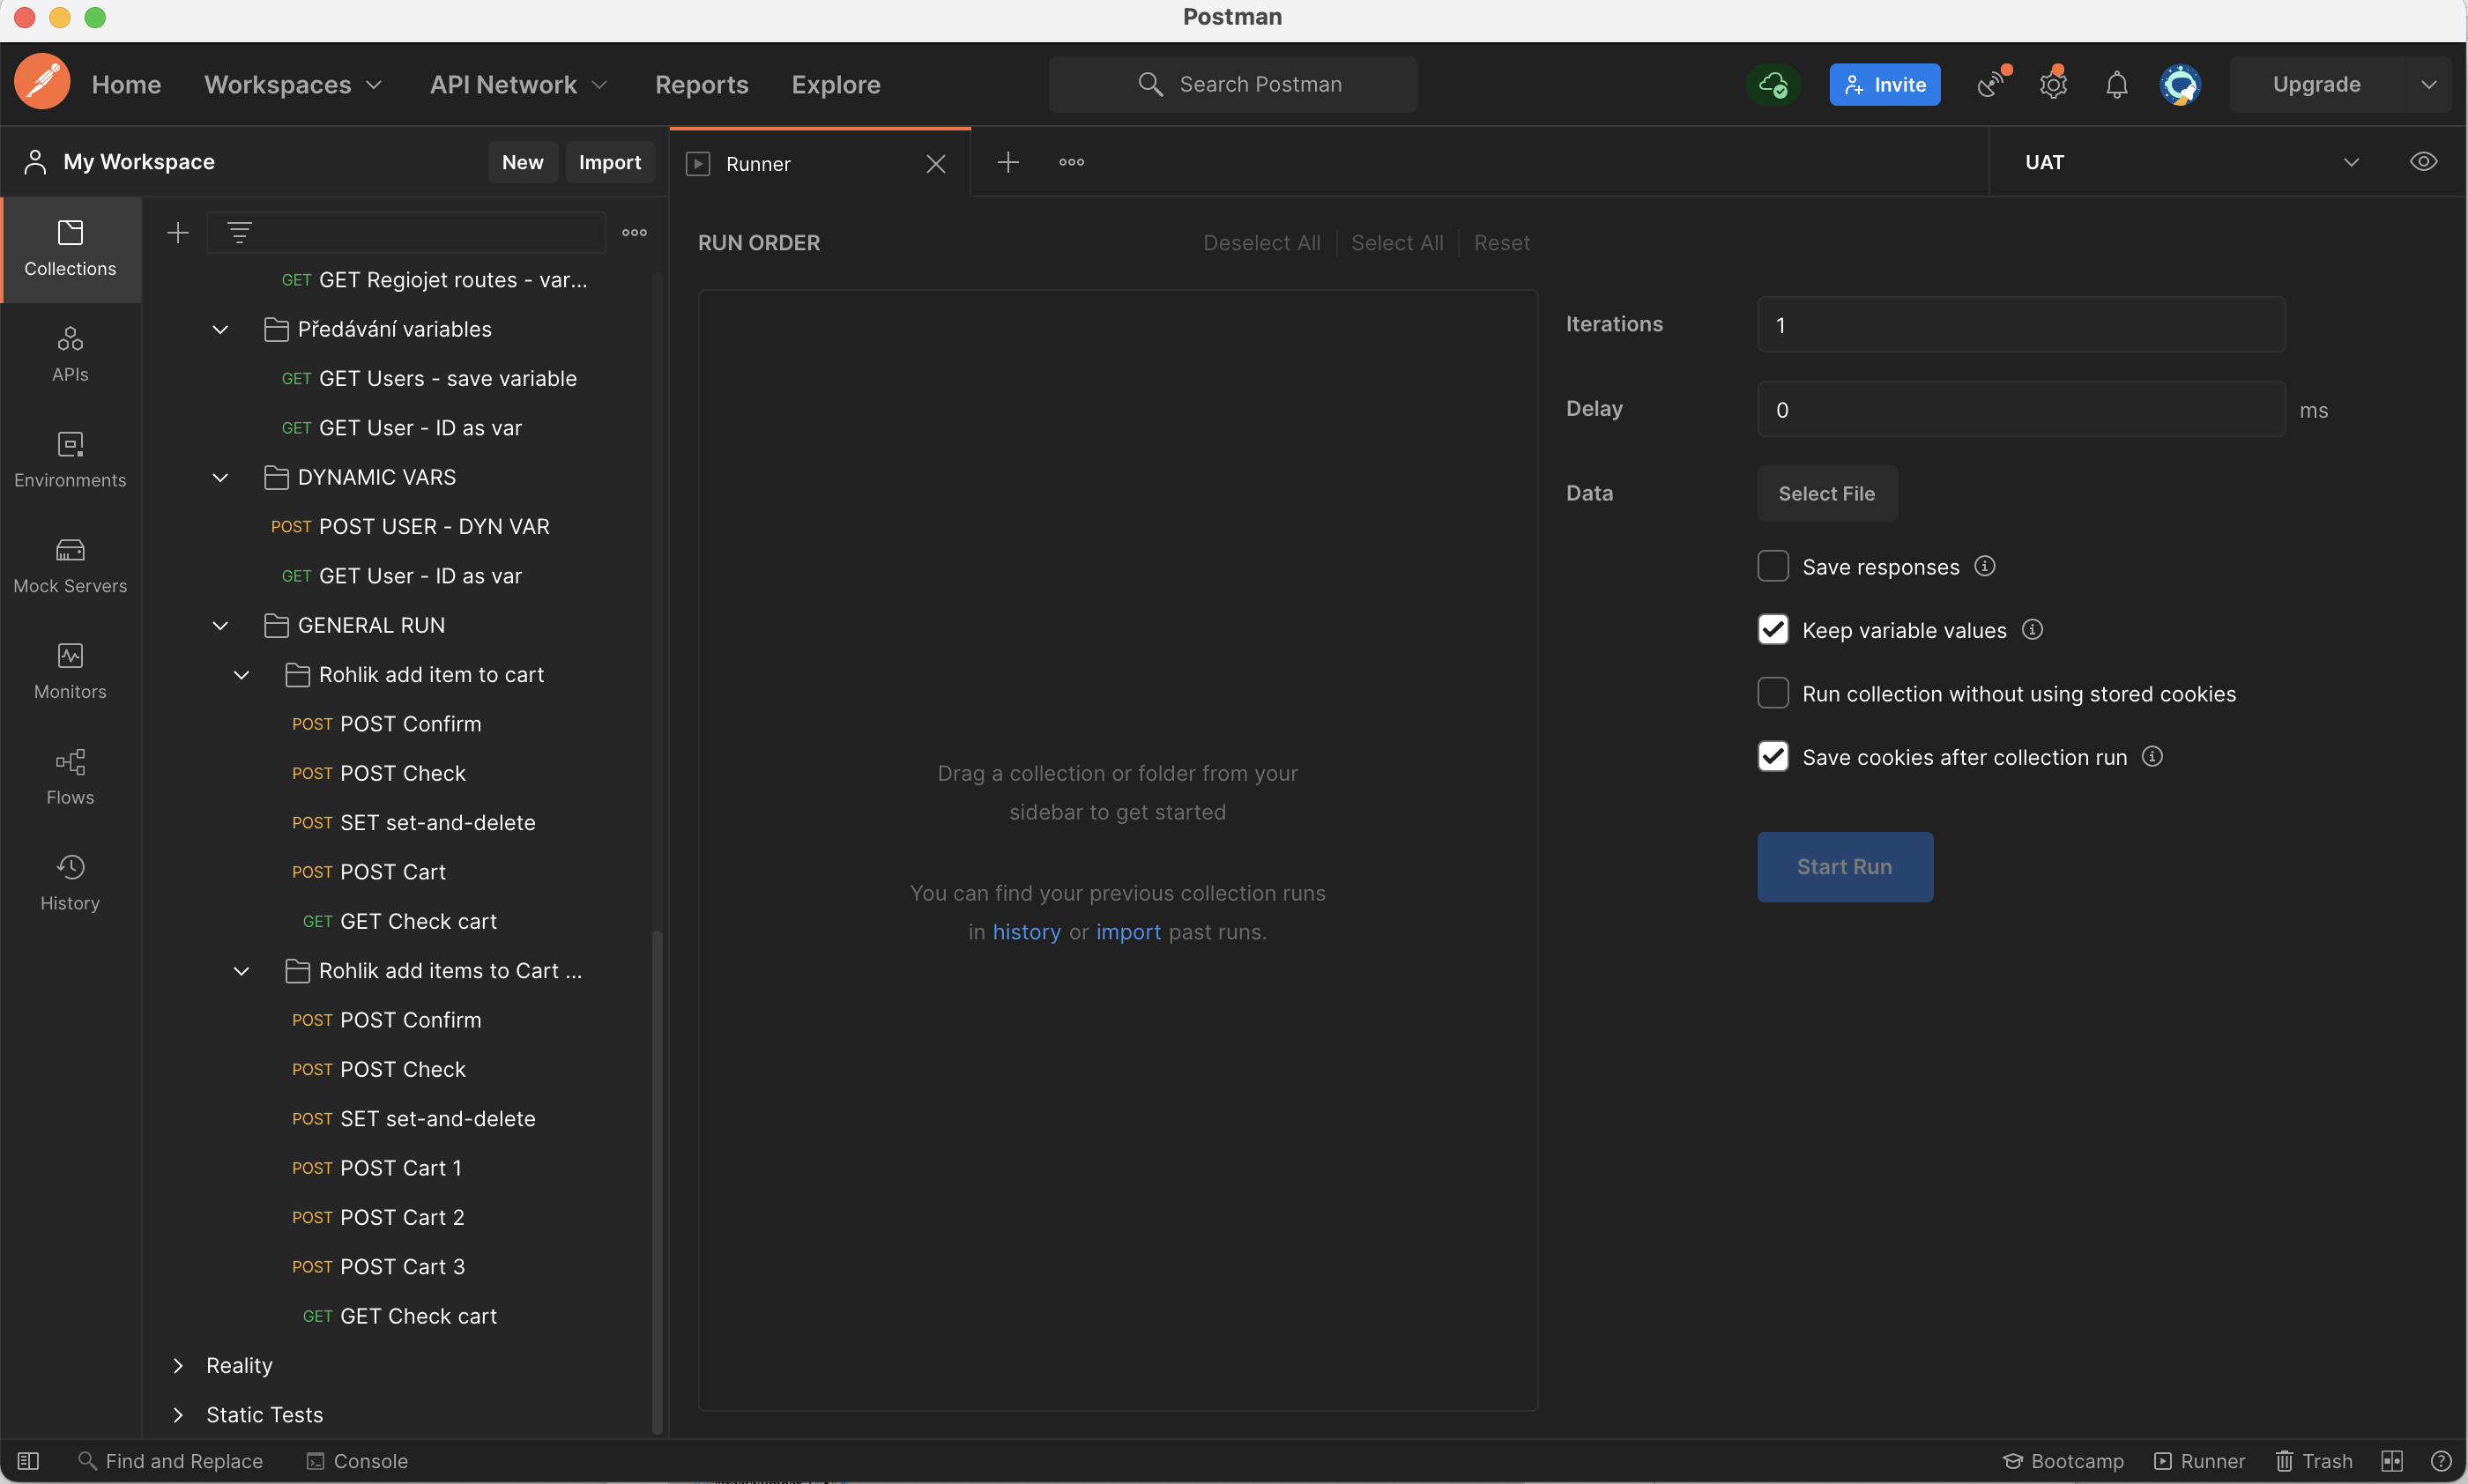 Postman
Home Workspaces API Network Reports Explore Search Postman Invite Upgrade
My Workspace New Import Runner UAT
Collections
APIs
Environments
Mock Servers
Monitors
Flows
History
GET GET Regiojet routes - var...
Předávání variables
GET GET Users - save variable
GET GET User - ID as var
DYNAMIC VARS
POST POST USER - DYN VAR
GET GET User - ID as var
GENERAL RUN
Rohlik add item to cart
POST POST Confirm
POST POST Check
POST SET set-and-delete
POST POST Cart
GET GET Check cart
Rohlik add items to Cart ...
POST POST Confirm
POST POST Check
POST SET set-and-delete
POST POST Cart 1
POST POST Cart 2
POST POST Cart 3
GET GET Check cart
Reality
Static Tests
RUN ORDER Deselect All Select All Reset
Drag a collection or folder from your
sidebar to get started
You can find your previous collection runs
in history or import past runs.
Iterations 1
Delay 0 ms
Data Select File
Save responses
Keep variable values
Run collection without using stored cookies
Save cookies after collection run
Start Run
Find and Replace Console Bootcamp Runner Trash